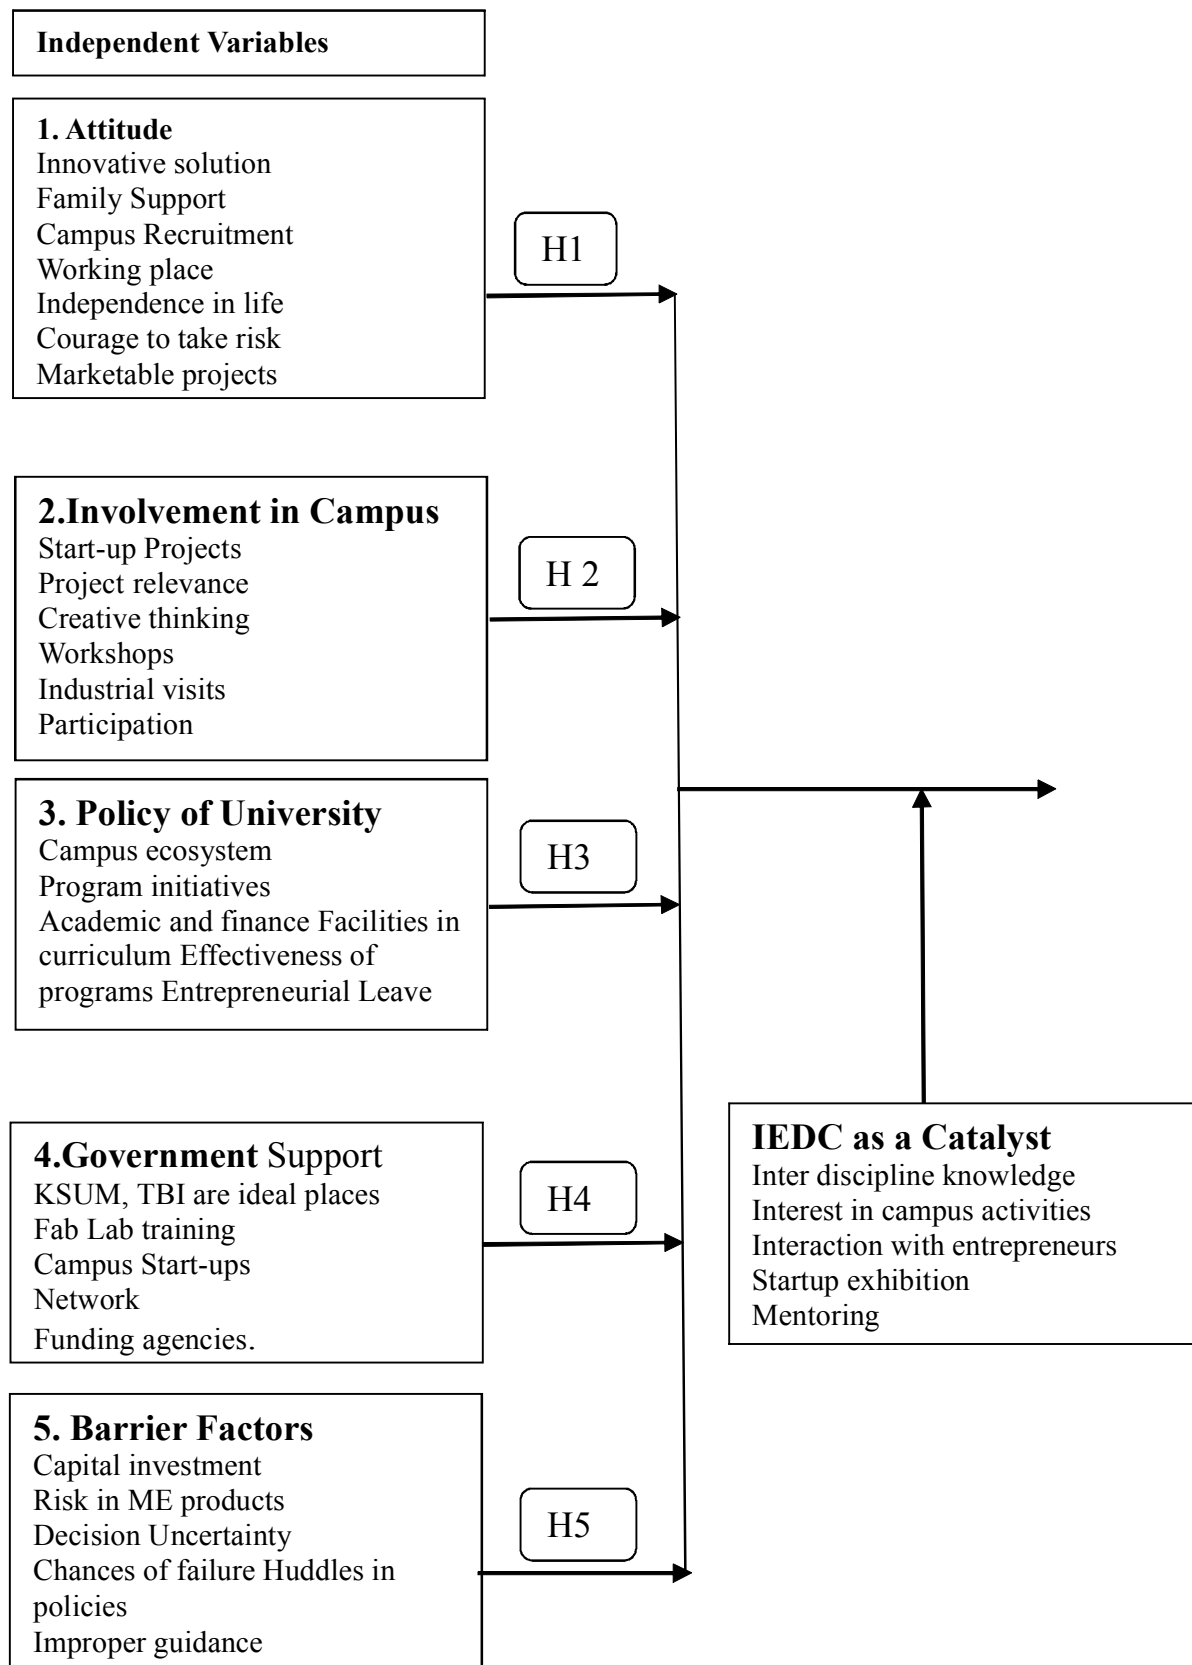 Independent Variables
1. Attitude
Innovative solution
Family Support
Campus Recruitment
Working place
Independence in life
Courage to take risk
Marketable projects
H1
2.Involvement in Campus
Start-up Projects
Project relevance
Creative thinking
Workshops
Industrial visits
Participation
H 2
3. Policy of University
Campus ecosystem
Program initiatives
Academic and finance Facilities in
curriculum Effectiveness of
programs Entrepreneurial Leave
H3
4.Government Support
KSUM, TBI are ideal places
Fab Lab training
Campus Start-ups
Network
Funding agencies.
H4
IEDC as a Catalyst
Inter discipline knowledge
Interest in campus activities
Interaction with entrepreneurs
Startup exhibition
Mentoring
5. Barrier Factors
Capital investment
Risk in ME products
Decision Uncertainty
Chances of failure Huddles in
policies
Improper guidance
H5